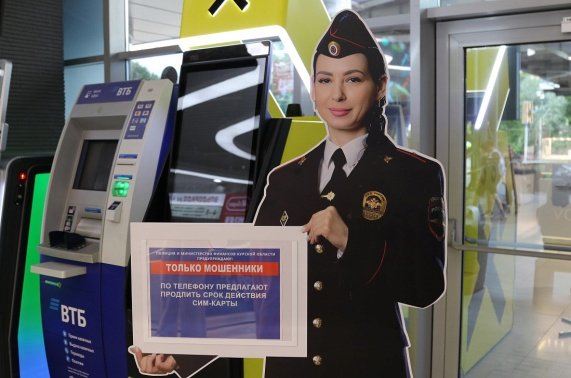 ВТБ
ПОЛИЦИЯ И МИНИСТЕРСТВО ФИНАНСОВ КУРСКОЙ ОБЛАСТИ
ПРЕДУПРЕЖДАЮТ:
ТОЛЬКО МОШЕННИКИ
ПО ТЕЛЕФОНУ ПРЕДЛАГАЮТ
ПРОДЛИТЬ СРОК ДЕЙСТВИЯ
СИМ-КАРТЫ
ВТБ